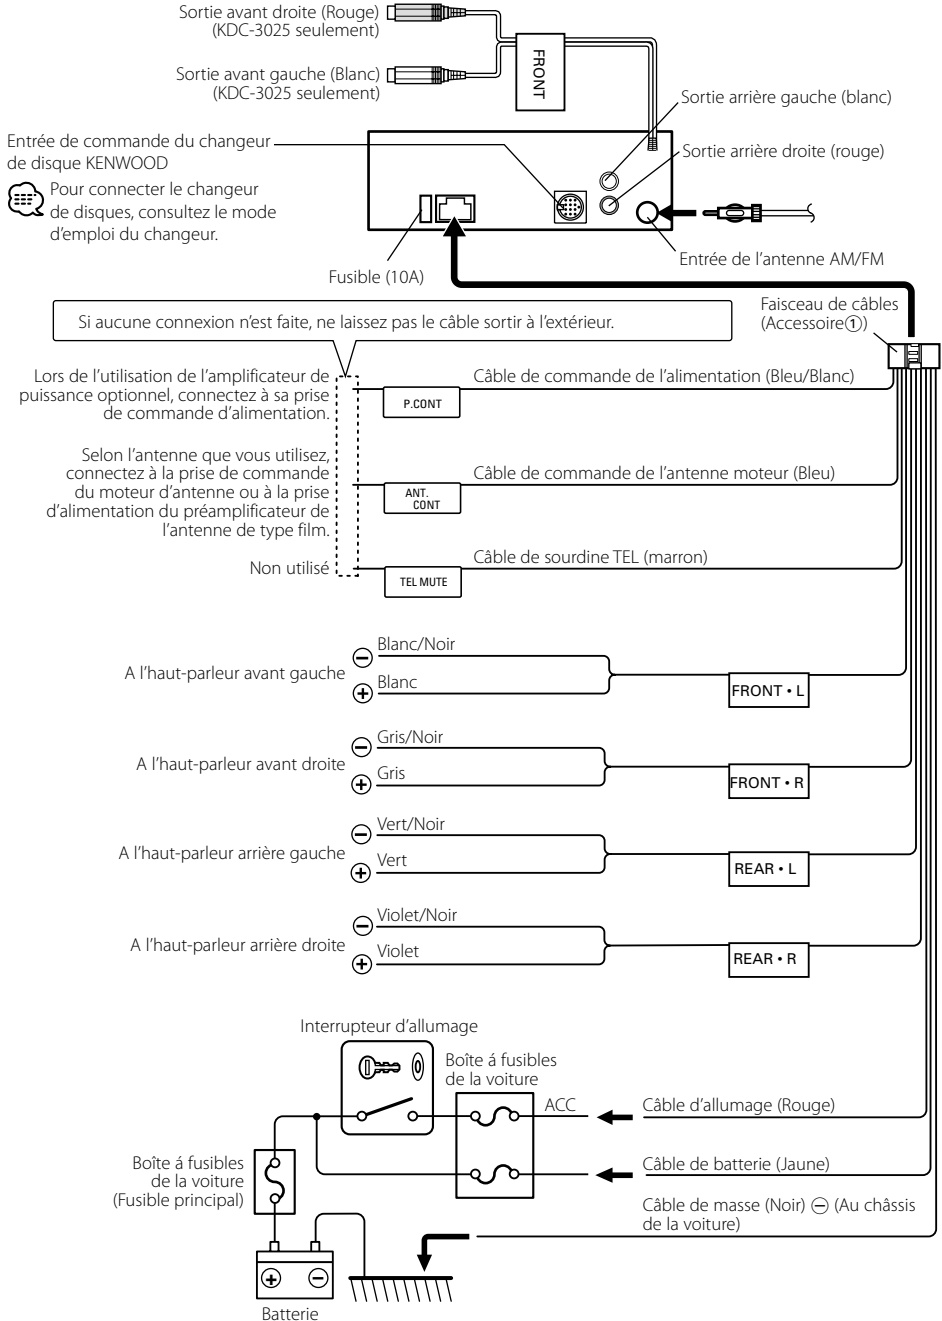 Sortie avant droite (Rouge)
(KDC-3025 seulement)
Sortie avant gauche (Blanc)
(KDC-3025 seulement)
FRONT
Sortie arrière gauche (blanc)
Entrée de commande du changeur
de disque KENWOOD
Sortie arrière droite (rouge)
Pour connecter le changeur
de disques, consultez le mode
d'emploi du changeur.
Fusible (10A)
Entrée de l'antenne AM/FM
Faisceau de câbles
(Accessoire①)
Si aucune connexion n'est faite, ne laissez pas le câble sortir à l'extérieur.
Lors de l'utilisation de l'amplificateur de
puissance optionnel, connectez à sa prise
de commande d'alimentation.
Câble de commande de l'alimentation (Bleu/Blanc)
P.CONT
Selon l'antenne que vous utilisez,
connectez à la prise de commande
du moteur d'antenne ou à la prise
d'alimentation du préamplificateur de
l'antenne de type film.
Câble de commande de l'antenne moteur (Bleu)
ANT.
CONT
Non utilisé
Câble de sourdine TEL (marron)
TEL MUTE
A l'haut-parleur avant gauche
⊖ Blanc/Noir
⊕ Blanc
FRONT • L
A l'haut-parleur avant droite
⊖ Gris/Noir
⊕ Gris
FRONT • R
A l'haut-parleur arrière gauche
⊖ Vert/Noir
⊕ Vert
REAR • L
A l'haut-parleur arrière droite
⊖ Violet/Noir
⊕ Violet
REAR • R
Interrupteur d'allumage
Boîte á fusibles
de la voiture
ACC
Câble d'allumage (Rouge)
Boîte á fusibles
de la voiture
(Fusible principal)
Câble de batterie (Jaune)
Câble de masse (Noir) ⊖ (Au châssis
de la voiture)
⊕ ⊖
Batterie